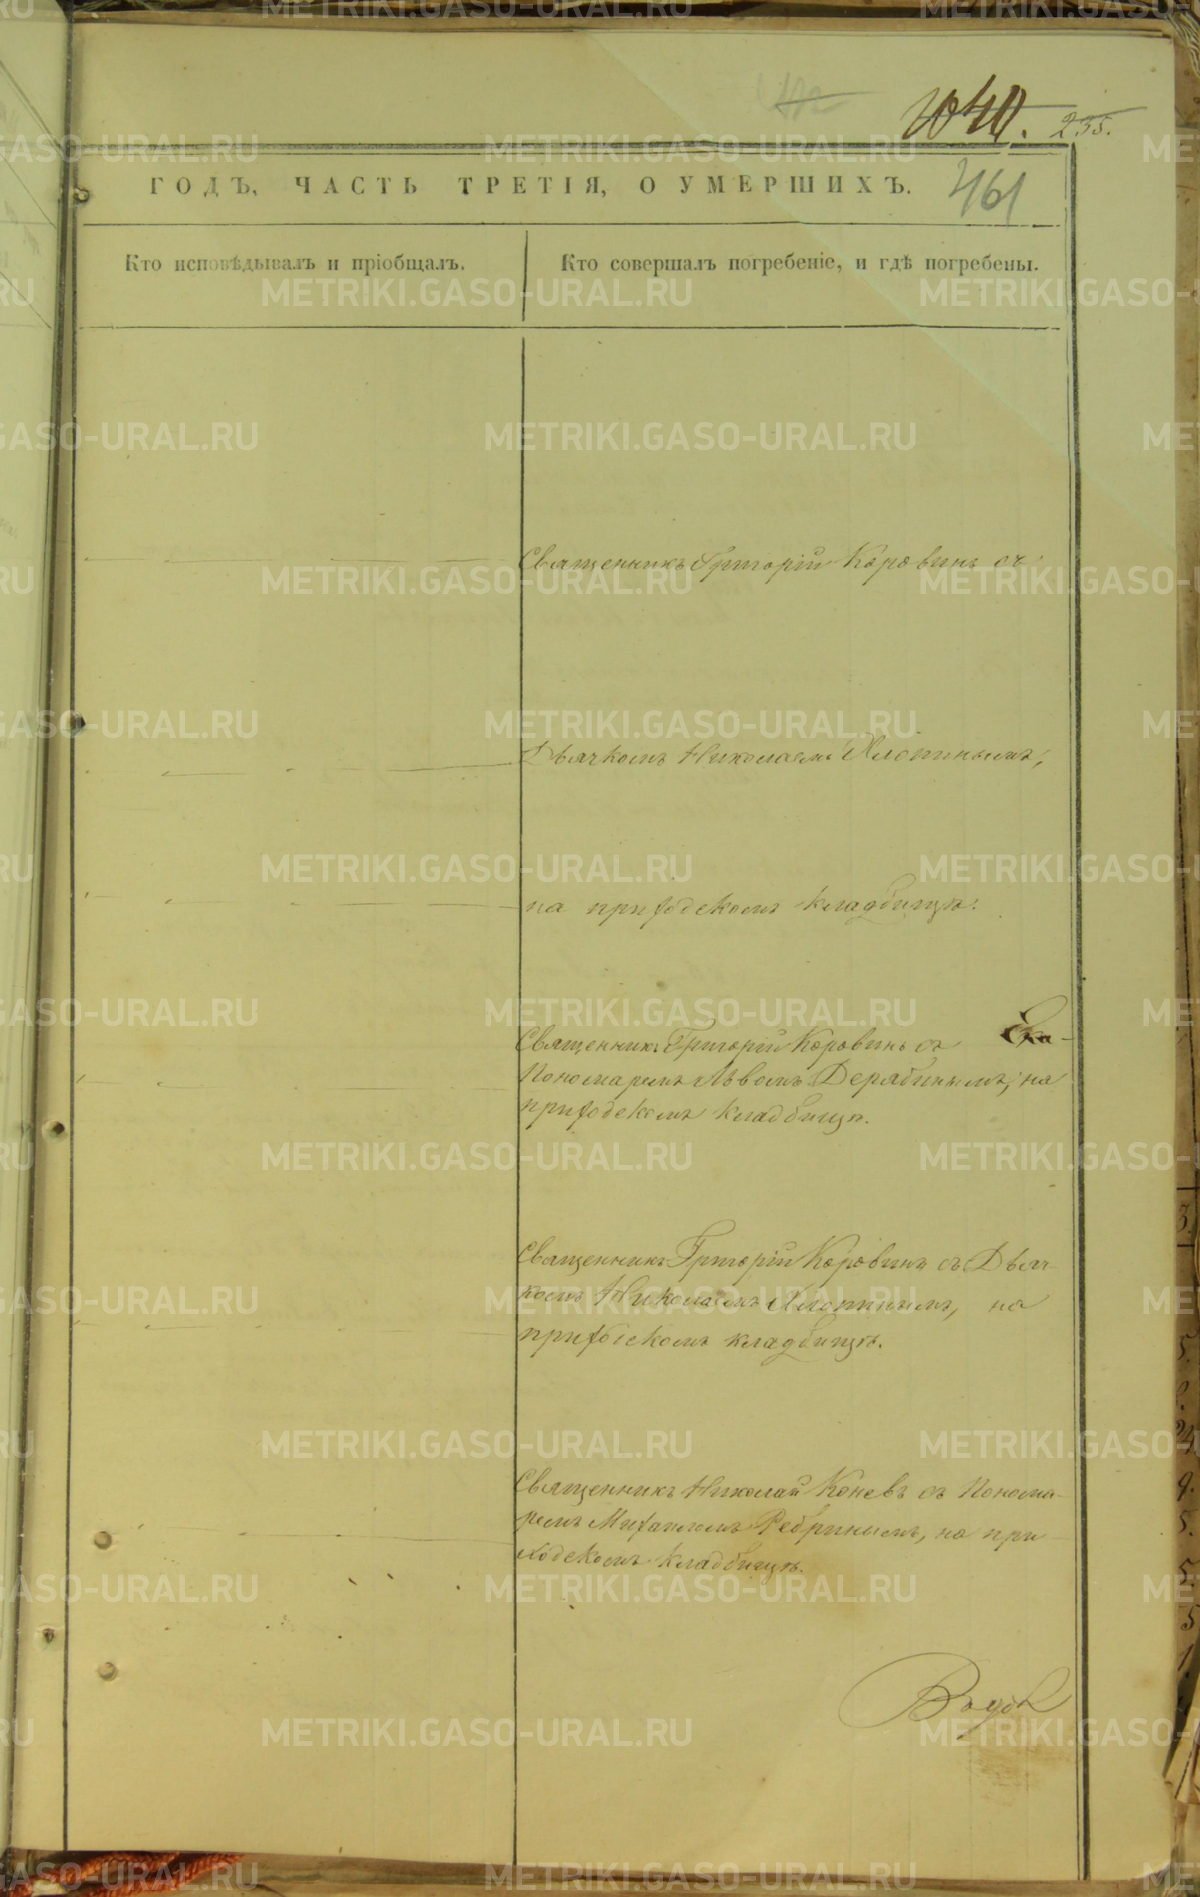 1040. 235.
ГОДЪ, ЧАСТЬ ТРЕТІЯ, О УМЕРШИХЪ. 461
Кто исповѣдывалъ и пріобщалъ.
Кто совершалъ погребеніе, и гдѣ погребены.
Священникъ Григорій Коровинъ съ
Дьячкомъ Николаемъ Хлопинымъ,
на приходскомъ кладбищѣ.
Священникъ Григорій Коровинъ съ
Пономаремъ Львомъ Дерябинымъ, на
приходскомъ кладбищѣ.
Священникъ Григорій Коровинъ съ Дьяч-
комъ Николаемъ Хлопинымъ, на
приходскомъ кладбищѣ.
Священникъ Николай Коневъ съ Понома-
ремъ Михаиломъ Ребринымъ, на при-
ходскомъ кладбищѣ.
METRIKI.GASO-URAL.RU